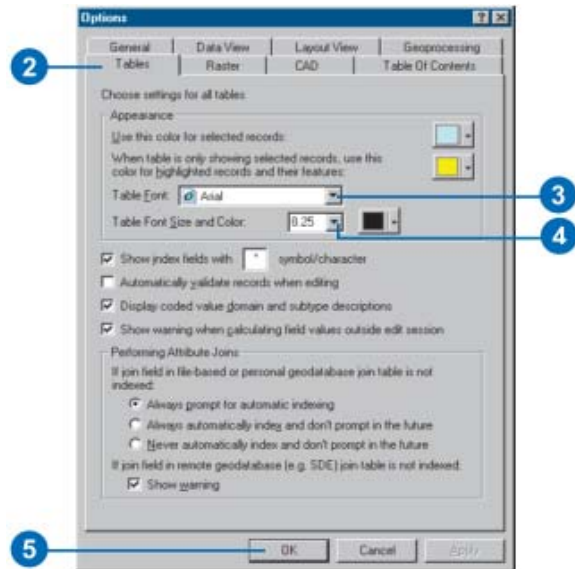 Options
General Data View Layout View Geoprocessing
2
Tables Raster CAD Table Of Contents
Choose settings for all tables
Appearance
Use this color for selected records:
When table is only showing selected records, use this
color for highlighted records and their features:
Table Font: Arial
3
Table Font Size and Color: 8.25
4
Show index fields with * symbol/character
Automatically validate records when editing
Display coded value domain and subtype descriptions
Show warning when calculating field values outside edit session
Performing Attribute Joins
If join field in file-based or personal geodatabase join table is not
indexed:
Always prompt for automatic indexing
Always automatically index and don't prompt in the future
Never automatically index and don't prompt in the future
If join field in remote geodatabase (e.g. SDE) join table is not indexed:
Show warning
5
OK Cancel Apply